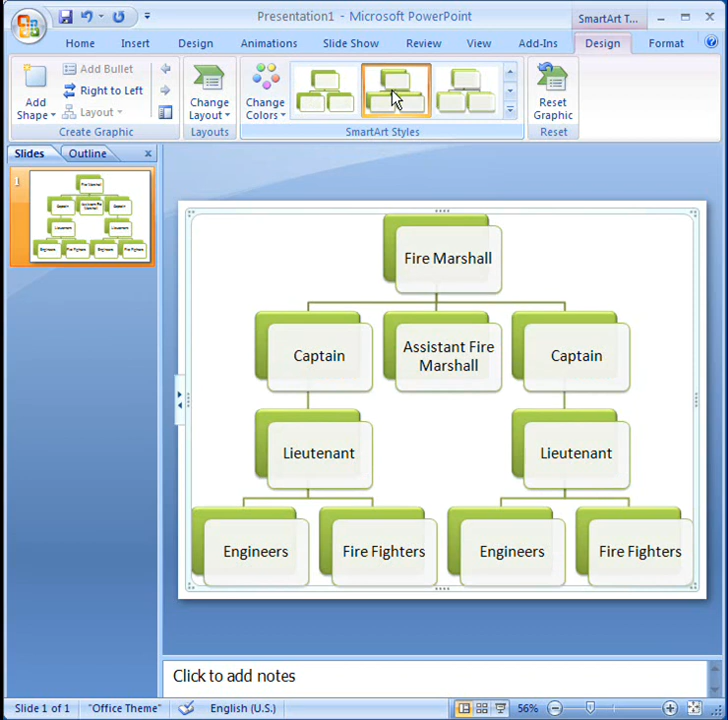 Presentation1 - Microsoft PowerPoint
SmartArt T...
Home Insert Design Animations Slide Show Review View Add-Ins Design Format
Add Shape
Add Bullet
Right to Left
Layout
Create Graphic
Change Layout
Layouts
Change Colors
SmartArt Styles
Reset Graphic
Reset
Slides Outline
1
Fire Marshall
Captain
Assistant Fire
Marshall
Captain
Lieutenant Lieutenant
Engineers Fire Fighters Engineers Fire Fighters
Click to add notes
Slide 1 of 1 "Office Theme" English (U.S.) 56%